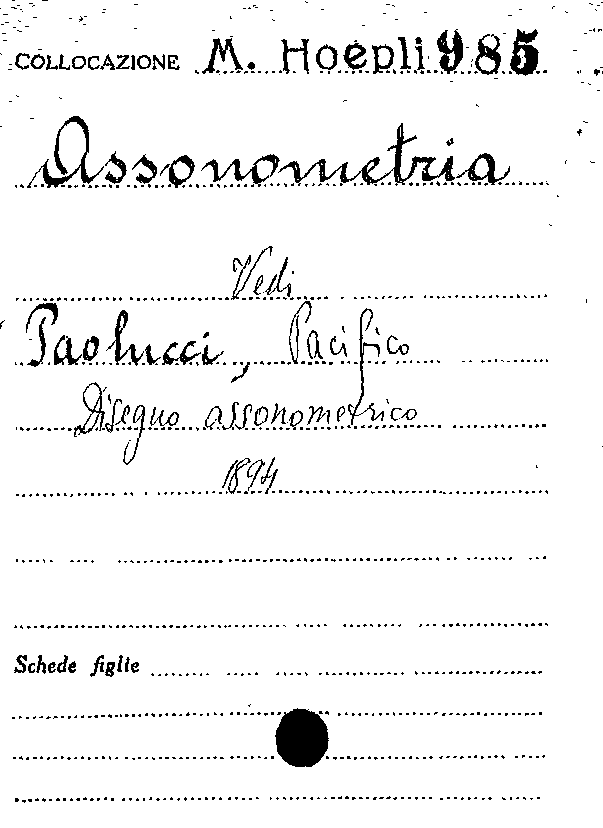 COLLOCAZIONE M. Hoepli 985
Assonometria
Vedi
Paolucci, Pacifico
Disegno assonometrico
1894
Schede figlie